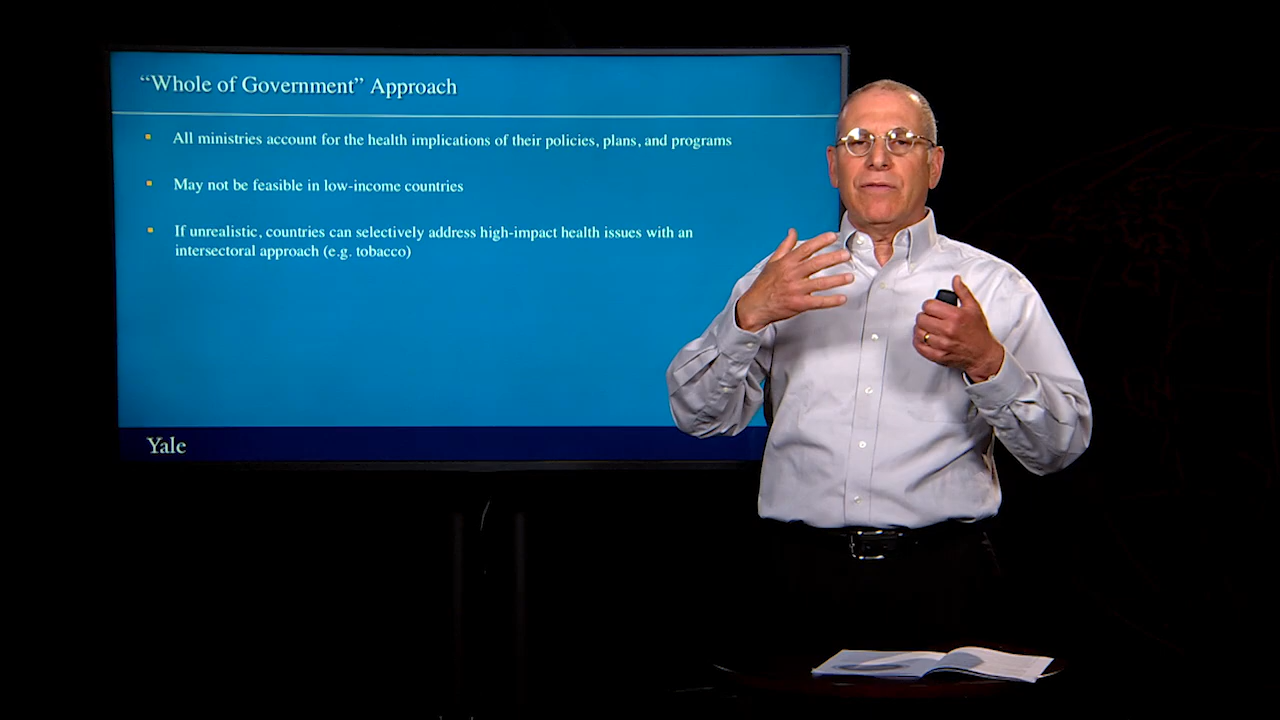 “Whole of Government” Approach
All ministries account for the health implications of their policies, plans, and programs
May not be feasible in low-income countries
If unrealistic, countries can selectively address high-impact health issues with an
intersectoral approach (e.g. tobacco)
Yale